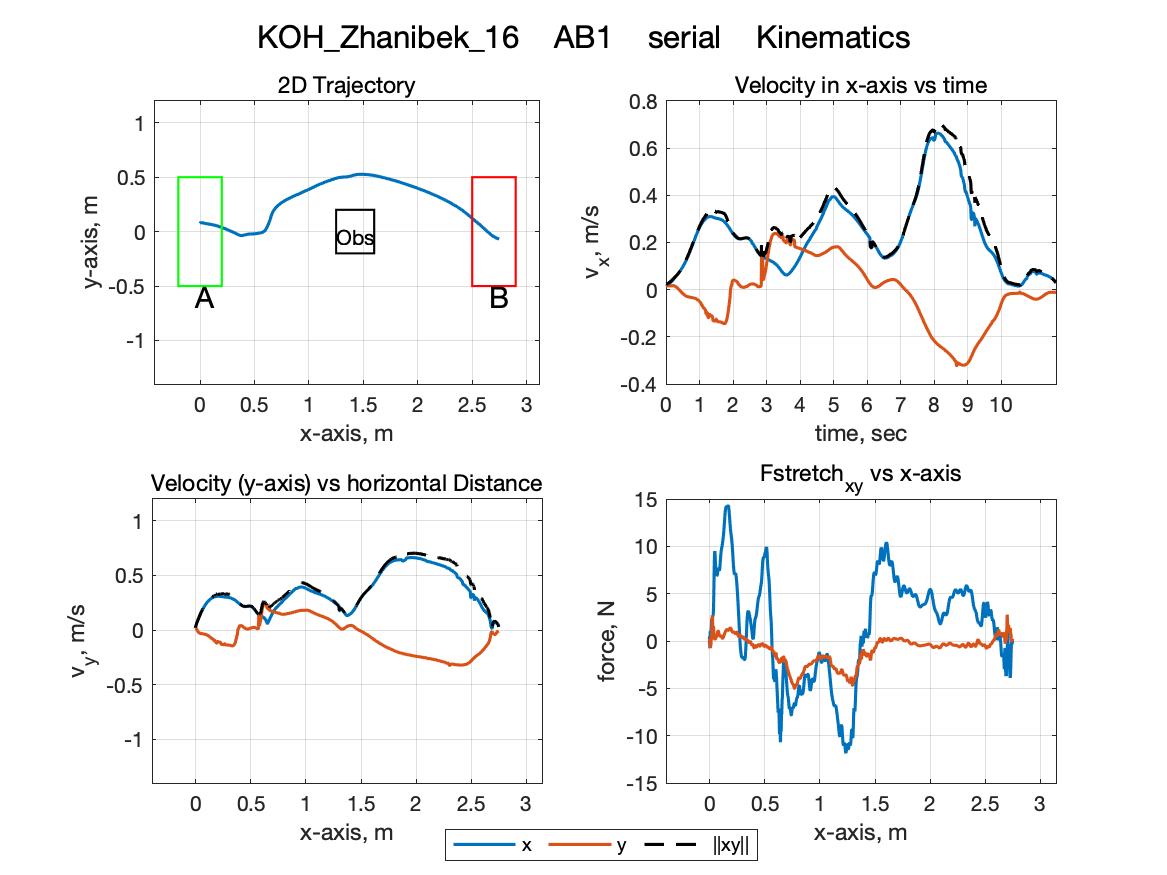 KOH_Zhanibek_16 AB1 serial Kinematics
2D Trajectory
1
0.5
0
-0.5
-1
y-axis, m
Obs
A
B
0 0.5 1 1.5 2 2.5 3
x-axis, m
Velocity in x-axis vs time
0.8
0.6
0.4
0.2
0
-0.2
-0.4
vx, m/s
0 1 2 3 4 5 6 7 8 9 10
time, sec
Velocity (y-axis) vs horizontal Distance
1
0.5
0
-0.5
-1
vy, m/s
0 0.5 1 1.5 2 2.5 3
x-axis, m
Fstretchxy vs x-axis
15
10
5
0
-5
-10
-15
force, N
0 0.5 1 1.5 2 2.5 3
x-axis, m
x y ||xy||